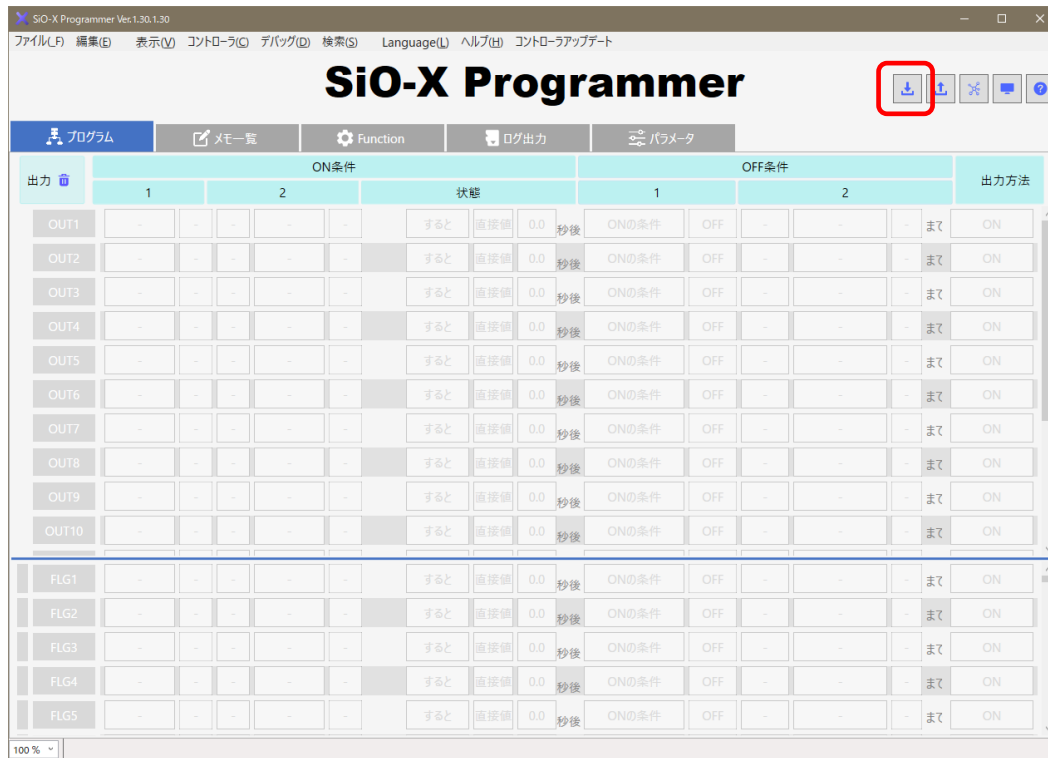 SiO-X Programmer Ver.1.30.1.30
ファイル(_F) 編集(E) 表示(V) コントローラ(C) デバッグ(D) 検索(S) Language(L) ヘルプ(H) コントローラアップデート
SiO-X Programmer
プログラム メモ一覧 Function ログ出力 パラメータ
出力 ON条件 OFF条件 出力方法
1 2 状態 1 2
OUT1 - - - - - すると 直接値 0.0 秒後 ONの条件 OFF - - - まで ON
OUT2 - - - - - すると 直接値 0.0 秒後 ONの条件 OFF - - - まで ON
OUT3 - - - - - すると 直接値 0.0 秒後 ONの条件 OFF - - - まで ON
OUT4 - - - - - すると 直接値 0.0 秒後 ONの条件 OFF - - - まで ON
OUT5 - - - - - すると 直接値 0.0 秒後 ONの条件 OFF - - - まで ON
OUT6 - - - - - すると 直接値 0.0 秒後 ONの条件 OFF - - - まで ON
OUT7 - - - - - すると 直接値 0.0 秒後 ONの条件 OFF - - - まで ON
OUT8 - - - - - すると 直接値 0.0 秒後 ONの条件 OFF - - - まで ON
OUT9 - - - - - すると 直接値 0.0 秒後 ONの条件 OFF - - - まで ON
OUT10 - - - - - すると 直接値 0.0 秒後 ONの条件 OFF - - - まで ON
FLG1 - - - - - すると 直接値 0.0 秒後 ONの条件 OFF - - - まで ON
FLG2 - - - - - すると 直接値 0.0 秒後 ONの条件 OFF - - - まで ON
FLG3 - - - - - すると 直接値 0.0 秒後 ONの条件 OFF - - - まで ON
FLG4 - - - - - すると 直接値 0.0 秒後 ONの条件 OFF - - - まで ON
FLG5 - - - - - すると 直接値 0.0 秒後 ONの条件 OFF - - - まで ON
100 %